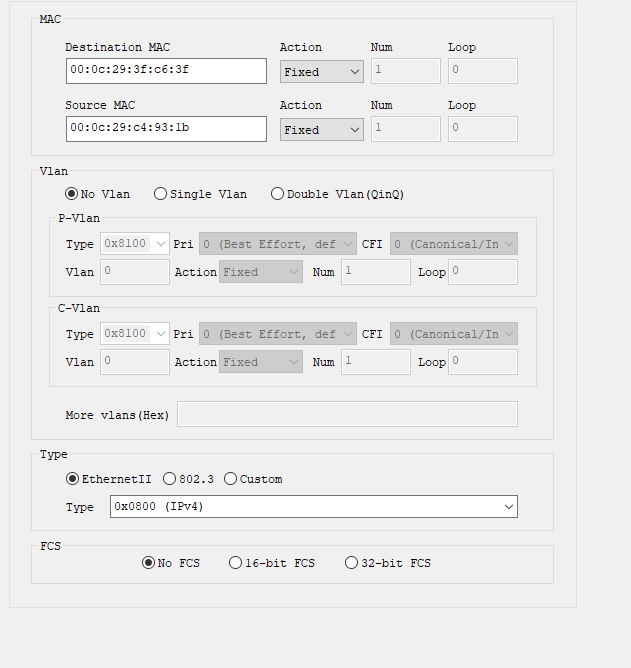 MAC
Destination MAC Action Num Loop
00:0c:29:3f:c6:3f Fixed 1 0
Source MAC Action Num Loop
00:0c:29:c4:93:1b Fixed 1 0
Vlan
No Vlan Single Vlan Double Vlan(QinQ)
P-Vlan
Type 0x8100 Pri 0 (Best Effort, def CFI 0 (Canonical/In
Vlan 0 Action Fixed Num 1 Loop 0
C-Vlan
Type 0x8100 Pri 0 (Best Effort, def CFI 0 (Canonical/In
Vlan 0 Action Fixed Num 1 Loop 0
More vlans(Hex)
Type
EthernetII 802.3 Custom
Type 0x0800 (IPv4)
FCS
No FCS 16-bit FCS 32-bit FCS